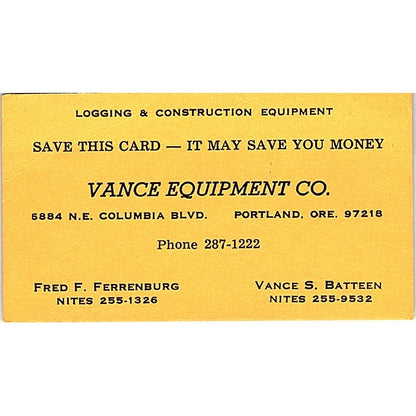 LOGGING & CONSTRUCTION EQUIPMENT
SAVE THIS CARD — IT MAY SAVE YOU MONEY
VANCE EQUIPMENT CO.
6884 N.E. COLUMBIA BLVD. PORTLAND, ORE. 97218
Phone 287-1222
FRED F. FERRENBURG VANCE S. BATTEEN
NITES 255-1326 NITES 255-9532